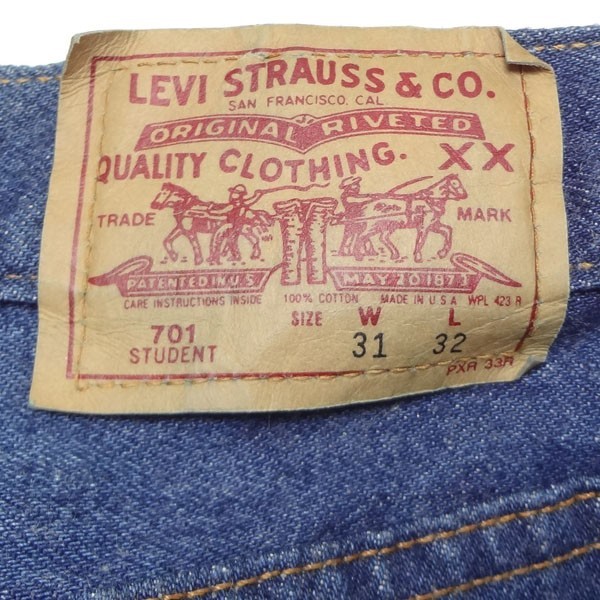 LEVI STRAUSS & CO.
SAN FRANCISCO. CAL.
ORIGINAL RIVETED
QUALITY CLOTHING. XX
TRADE MARK
PATENTED IN U.S. MAY 20 1873
CARE INSTRUCTIONS INSIDE 100% COTTON MADE IN U.S.A. WPL 423 R
701 SIZE W L
STUDENT 31 32
PXR 33R